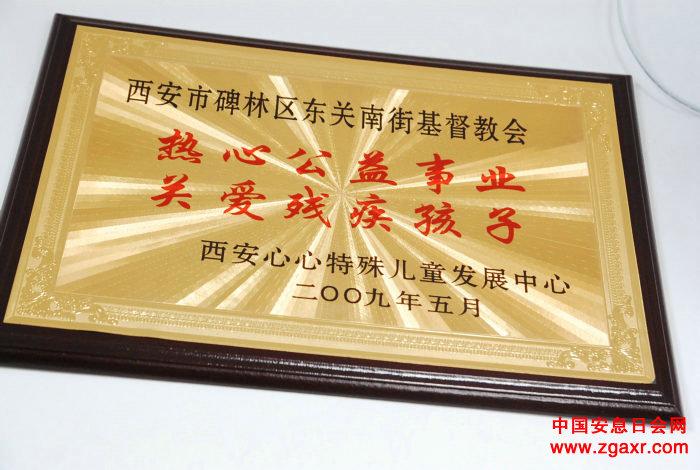 西安市碑林区东关南街基督教会
热心公益事业
关爱残疾孩子
西安心心特殊儿童发展中心
二〇〇九年五月
中国安息日会网
www.zgaxr.com